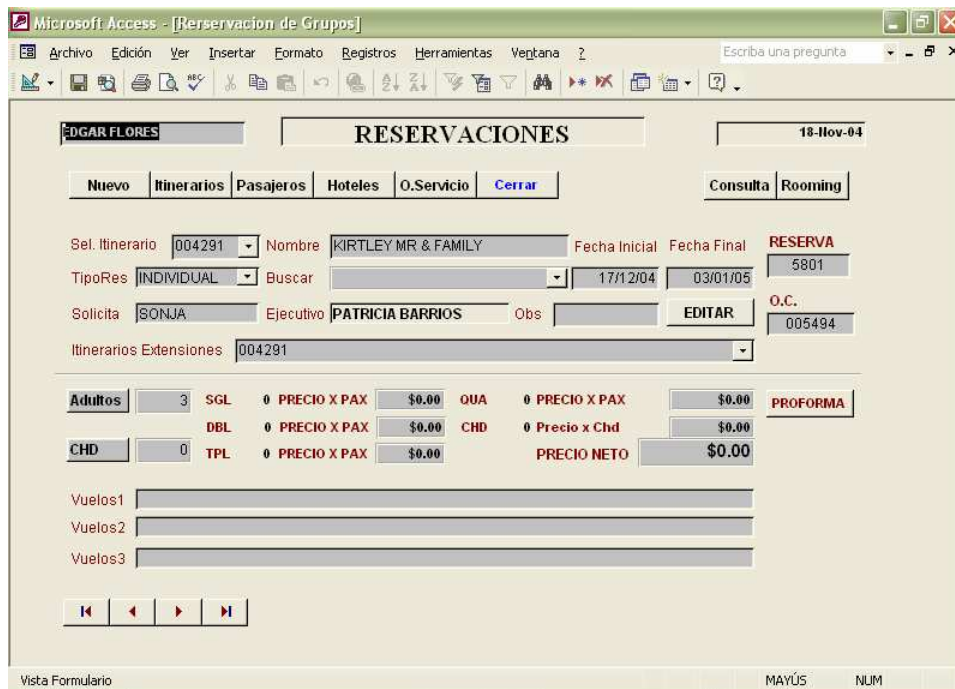 Microsoft Access - [Rerservacion de Grupos]
Archivo Edición Ver Insertar Formato Registros Herramientas Ventana ? Escriba una pregunta
EDGAR FLORES RESERVACIONES 18-Nov-04
Nuevo Itinerarios Pasajeros Hoteles O.Servicio Cerrar Consulta Rooming
Sel. Itinerario 004291 Nombre KIRTLEY MR & FAMILY Fecha Inicial Fecha Final RESERVA
5801
TipoRes INDIVIDUAL Buscar 17/12/04 03/01/05
Solicita SONJA Ejecutivo PATRICIA BARRIOS Obs EDITAR O.C.
005494
Itinerarios Extensiones 004291
Adultos 3 SGL 0 PRECIO X PAX $0.00 QUA 0 PRECIO X PAX $0.00 PROFORMA
DBL 0 PRECIO X PAX $0.00 CHD 0 Precio x Chd $0.00
CHD 0 TPL 0 PRECIO X PAX $0.00 PRECIO NETO $0.00
Vuelos1
Vuelos2
Vuelos3
Vista Formulario MAYÚS NUM